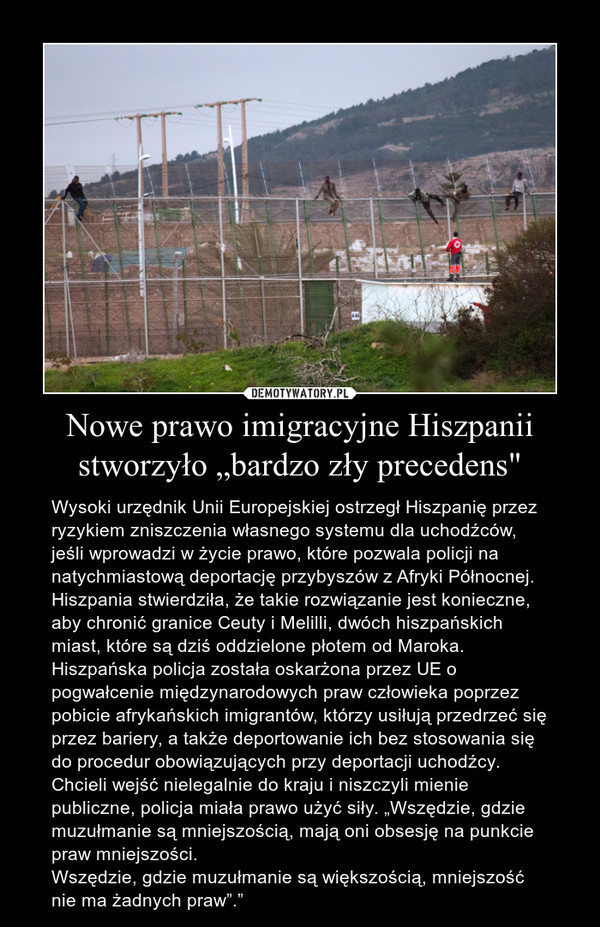 DEMOTYWATORY.PL
Nowe prawo imigracyjne Hiszpanii
stworzyło „bardzo zły precedens"
Wysoki urzędnik Unii Europejskiej ostrzegł Hiszpanię przez
ryzykiem zniszczenia własnego systemu dla uchodźców,
jeśli wprowadzi w życie prawo, które pozwala policji na
natychmiastową deportację przybyszów z Afryki Północnej.
Hiszpania stwierdziła, że takie rozwiązanie jest konieczne,
aby chronić granice Ceuty i Melilli, dwóch hiszpańskich
miast, które są dziś oddzielone płotem od Maroka.
Hiszpańska policja została oskarżona przez UE o
pogwałcenie międzynarodowych praw człowieka poprzez
pobicie afrykańskich imigrantów, którzy usiłują przedrzeć się
przez bariery, a także deportowanie ich bez stosowania się
do procedur obowiązujących przy deportacji uchodźcy.
Chcieli wejść nielegalnie do kraju i niszczyli mienie
publiczne, policja miała prawo użyć siły. „Wszędzie, gdzie
muzułmanie są mniejszością, mają oni obsesję na punkcie
praw mniejszości.
Wszędzie, gdzie muzułmanie są większością, mniejszość
nie ma żadnych praw”.”